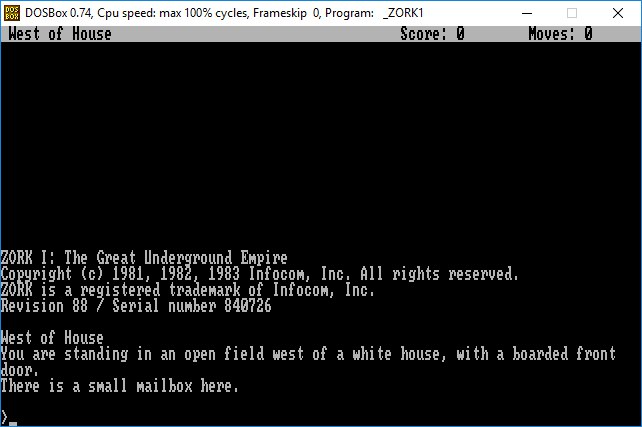 DOS BOX DOSBox 0.74, Cpu speed: max 100% cycles, Frameskip 0, Program: _ZORK1
West of House Score: 0 Moves: 0
ZORK I: The Great Underground Empire
Copyright (c) 1981, 1982, 1983 Infocom, Inc. All rights reserved.
ZORK is a registered trademark of Infocom, Inc.
Revision 88 / Serial number 840726
West of House
You are standing in an open field west of a white house, with a boarded front
door.
There is a small mailbox here.
>_